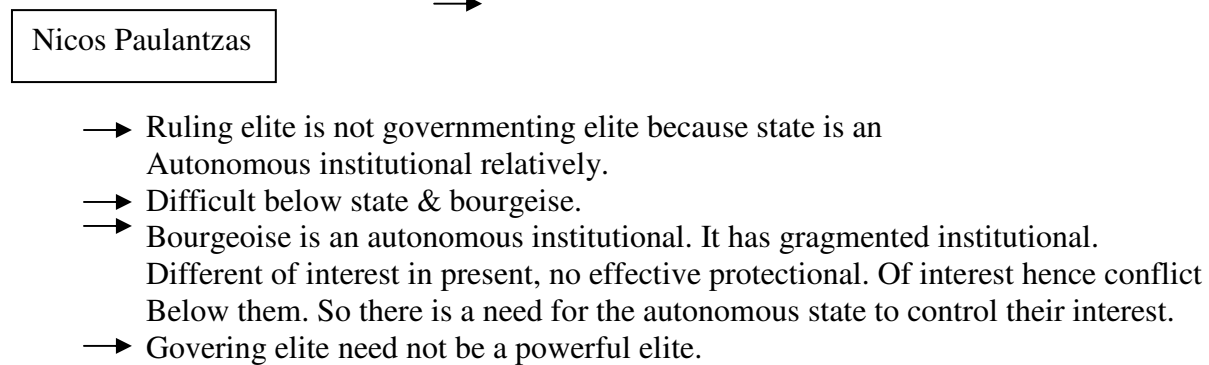 Nicos Paulantzas
Ruling elite is not governmenting elite because state is an
Autonomous institutional relatively.
Difficult below state & bourgeise.
Bourgeoise is an autonomous institutional. It has gragmented institutional.
Different of interest in present, no effective protectional. Of interest hence conflict
Below them. So there is a need for the autonomous state to control their interest.
Govering elite need not be a powerful elite.